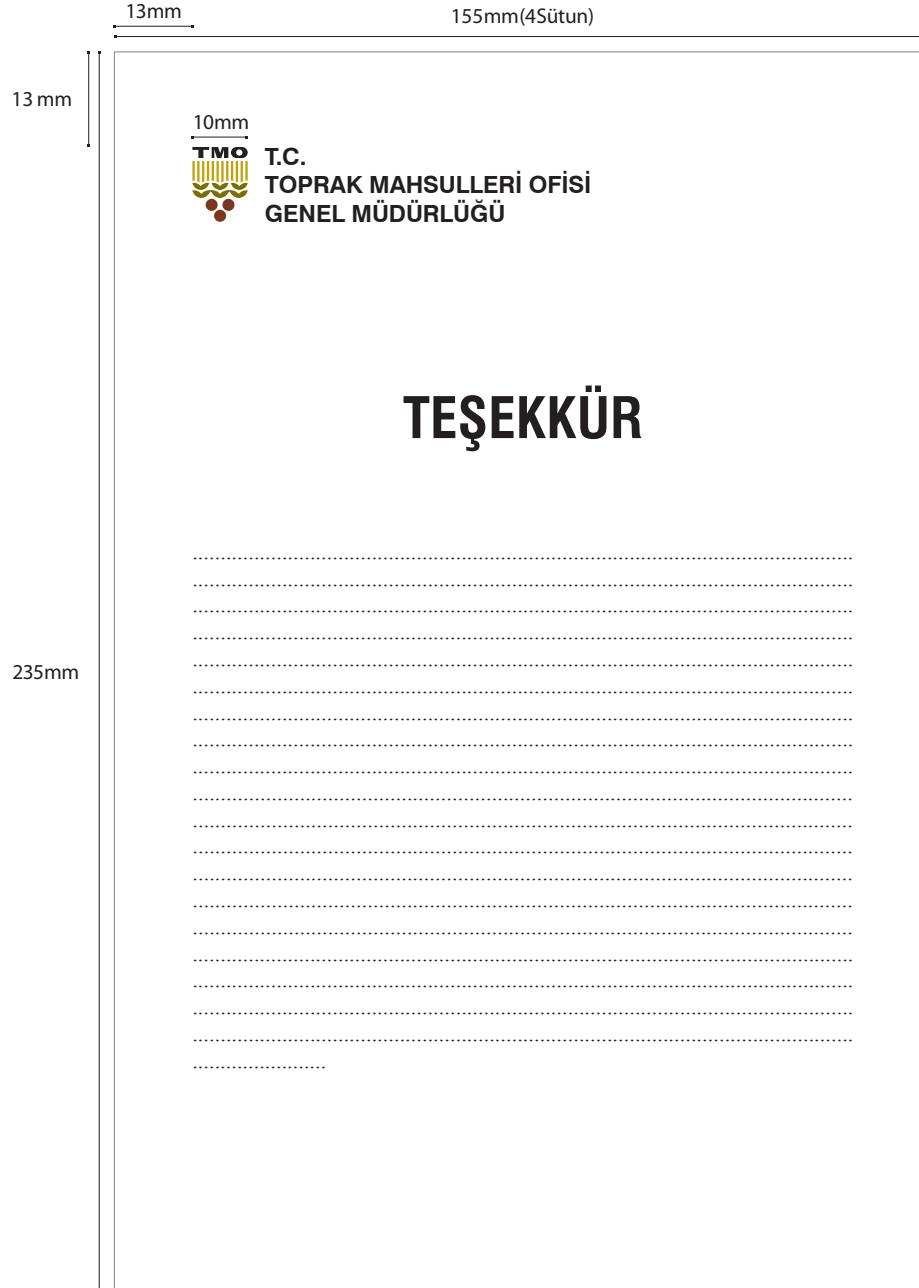 13mm
155mm(4Sütun)
13 mm
10mm
TMO
T.C.
TOPRAK MAHSULLERİ OFİSİ
GENEL MÜDÜRLÜĞÜ
TEŞEKKÜR
235mm